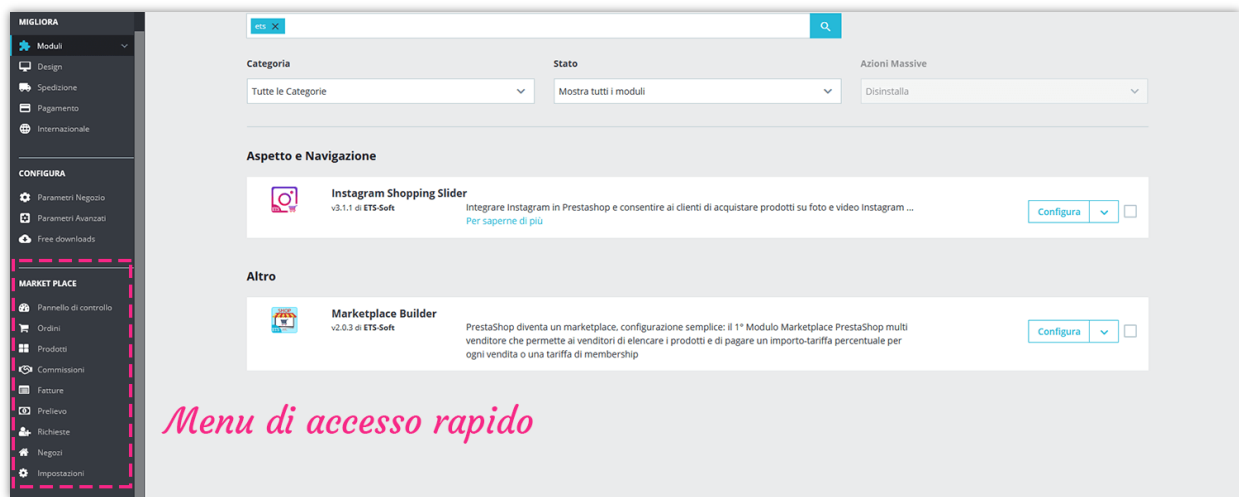 MIGLIORA
Moduli
Design
Spedizione
Pagamento
Internazionale
CONFIGURA
Parametri Negozio
Parametri Avanzati
Free downloads
MARKET PLACE
Pannello di controllo
Ordini
Prodotti
Commissioni
Fatture
Prelievo
Richieste
Negozi
Impostazioni
ets ×
Categoria
Stato
Azioni Massive
Tutte le Categorie
Mostra tutti i moduli
Disinstalla
Aspetto e Navigazione
Instagram Shopping Slider
v3.1.1 di ETS-Soft
Integrare Instagram in Prestashop e consentire ai clienti di acquistare prodotti su foto e video Instagram ...
Per saperne di più
Configura
Altro
SHOP
Marketplace Builder
v2.0.3 di ETS-Soft
PrestaShop diventa un marketplace, configurazione semplice: il 1° Modulo Marketplace PrestaShop multi
venditore che permette ai venditori di elencare i prodotti e di pagare un importo-tariffa percentuale per
ogni vendita o una tariffa di membership
Configura
Menu di accesso rapido